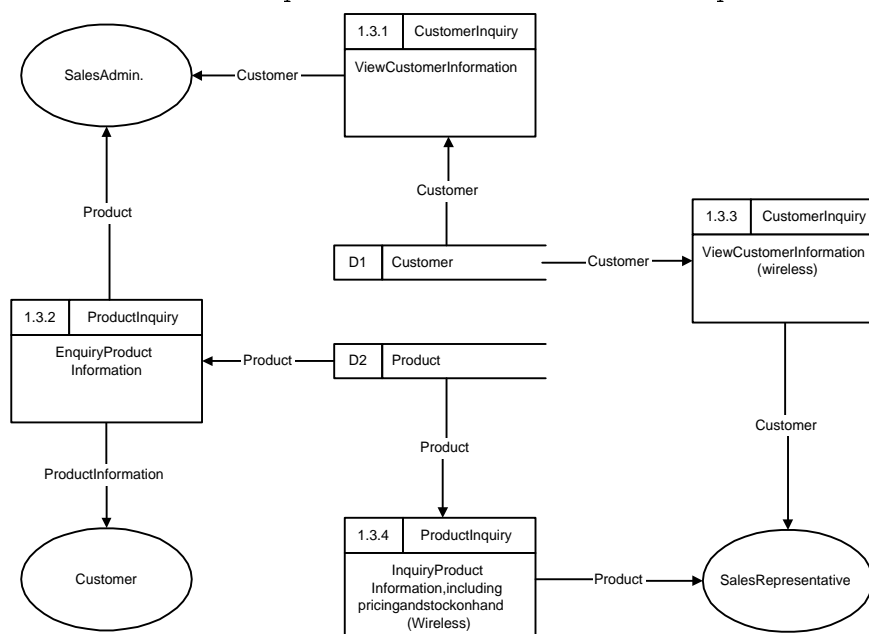 1.3.1 CustomerInquiry
SalesAdmin.
Customer
ViewCustomerInformation
Customer
Product
1.3.3 CustomerInquiry
ViewCustomerInformation
(wireless)
D1 Customer
Customer
1.3.2 ProductInquiry
EnquiryProduct
Information
Product
D2 Product
Customer
Product
ProductInformation
1.3.4 ProductInquiry
InquiryProduct
Information,including
pricingandstockonhand
(Wireless)
Customer
Product
SalesRepresentative